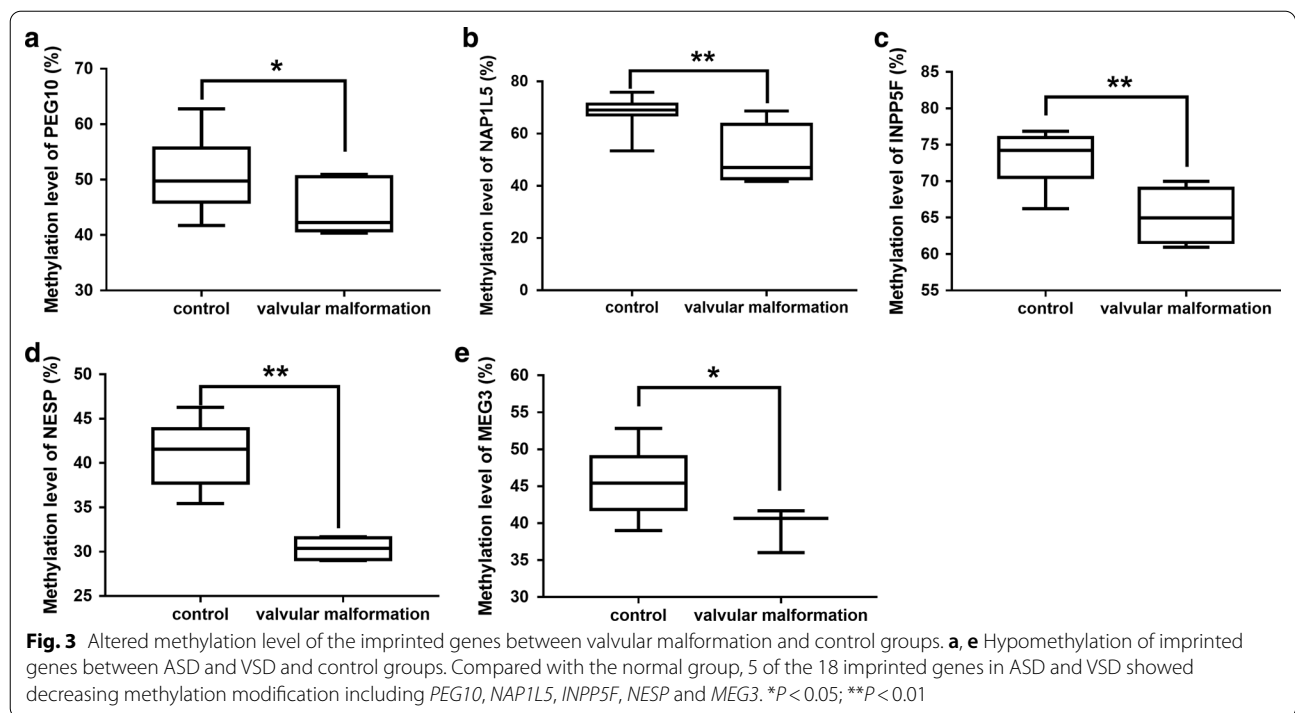 a
Methylation level of PEG10 (%)
70
60
50
40
30
*
control
valvular malformation
b
Methylation level of NAP1L5 (%)
80
60
40
20
0
**
control
valvular malformation
c
Methylation level of INPP5F (%)
85
80
75
70
65
60
55
**
control
valvular malformation
d
Methylation level of NESP (%)
50
45
40
35
30
25
**
control
valvular malformation
e
Methylation level of MEG3 (%)
60
55
50
45
40
35
30
*
control
valvular malformation
Fig. 3 Altered methylation level of the imprinted genes between valvular malformation and control groups. a, e Hypomethylation of imprinted
genes between ASD and VSD and control groups. Compared with the normal group, 5 of the 18 imprinted genes in ASD and VSD showed
decreasing methylation modification including PEG10, NAP1L5, INPP5F, NESP and MEG3. *P < 0.05; **P < 0.01